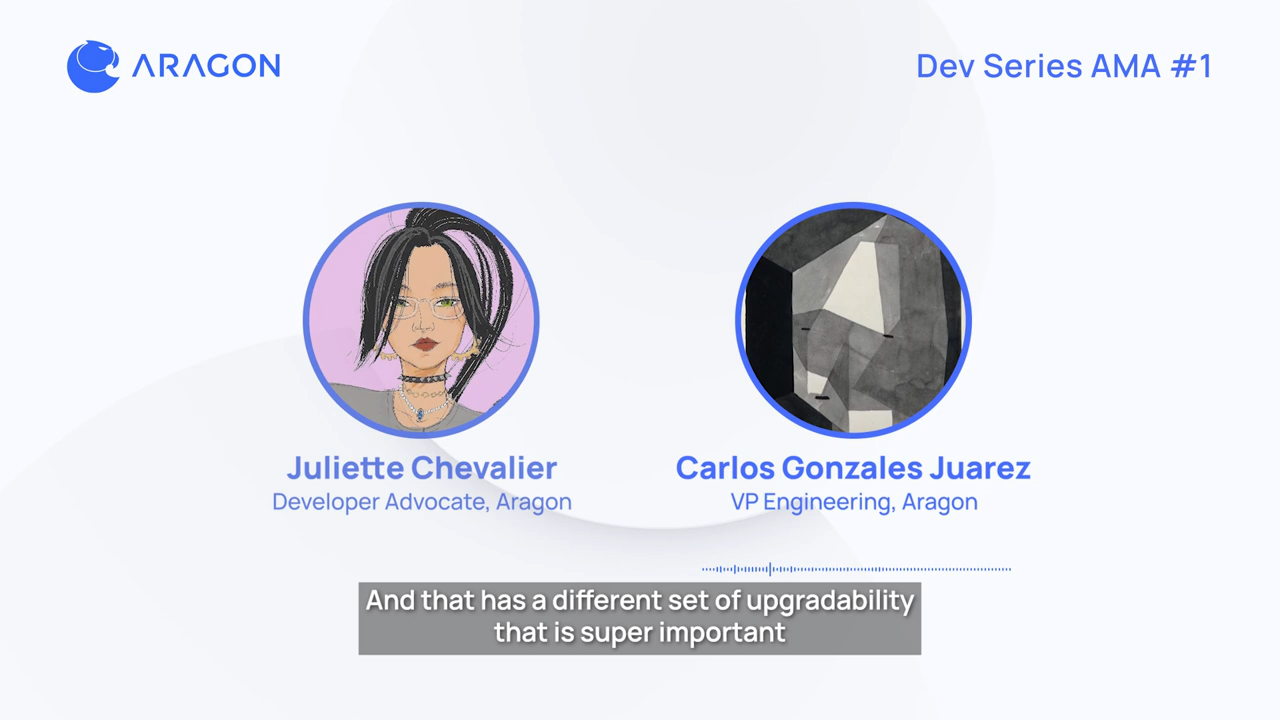 ARAGON
Dev Series AMA #1
Juliette Chevalier
Developer Advocate, Aragon
Carlos Gonzales Juarez
VP Engineering, Aragon
And that has a different set of upgradability
that is super important